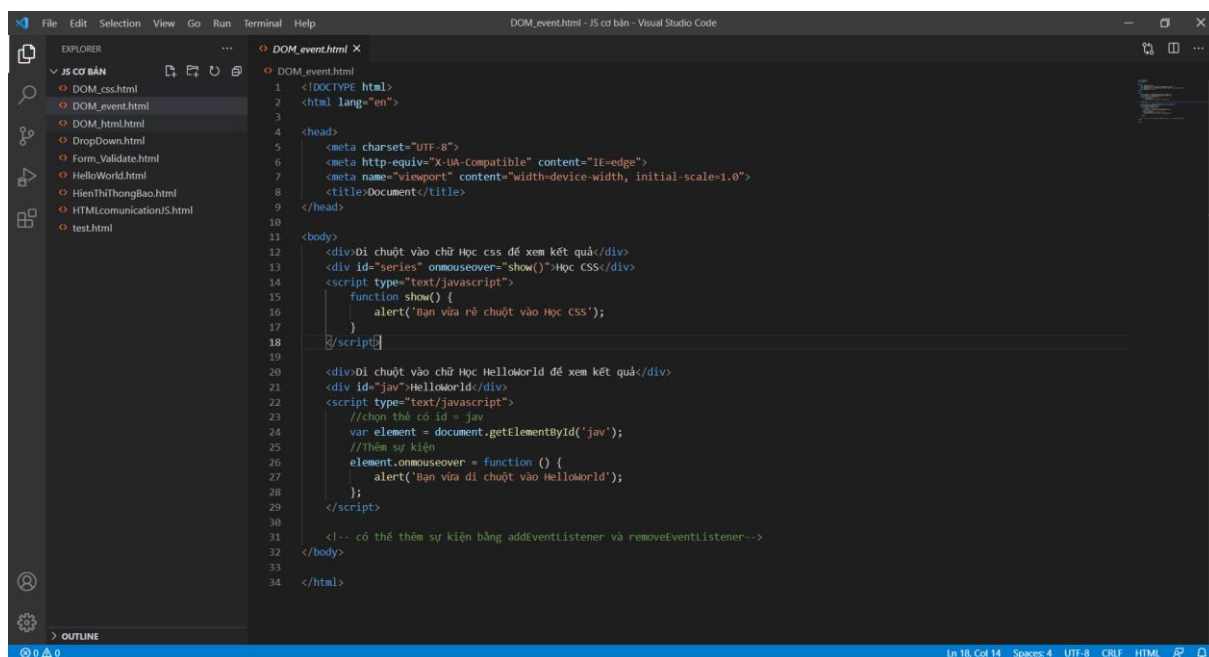 File Edit Selection View Go Run Terminal Help
DOM_event.html - JS cơ bản - Visual Studio Code
EXPLORER
JS CƠ BẢN
DOM_css.html
DOM_event.html
DOM_html.html
DropDown.html
Form_Validate.html
HelloWorld.html
HienThiThongBao.html
HTMLcomunicationJS.html
test.html
OUTLINE
DOM_event.html
DOM_event.html
1 <!DOCTYPE html>
2 <html lang="en">
3
4 <head>
5 <meta charset="UTF-8">
6 <meta http-equiv="X-UA-Compatible" content="IE=edge">
7 <meta name="viewport" content="width=device-width, initial-scale=1.0">
8 <title>Document</title>
9 </head>
10
11 <body>
12 <div>Di chuột vào chữ Học css để xem kết quả</div>
13 <div id="series" onmouseover="show()">Học CSS</div>
14 <script type="text/javascript">
15 function show() {
16 alert('Bạn vừa rê chuột vào Học CSS');
17 }
18 </script>
19
20 <div>Di chuột vào chữ Học HelloWorld để xem kết quả</div>
21 <div id="jav">HelloWorld</div>
22 <script type="text/javascript">
23 //chọn thẻ có id = jav
24 var element = document.getElementById('jav');
25 //Thêm sự kiện
26 element.onmouseover = function () {
27 alert('Bạn vừa di chuột vào HelloWorld');
28 };
29 </script>
30
31 <!-- có thể thêm sự kiện bằng addEventListener và removeEventListener-->
32 </body>
33
34 </html>
0 0
Ln 18, Col 14 Spaces: 4 UTF-8 CRLF HTML